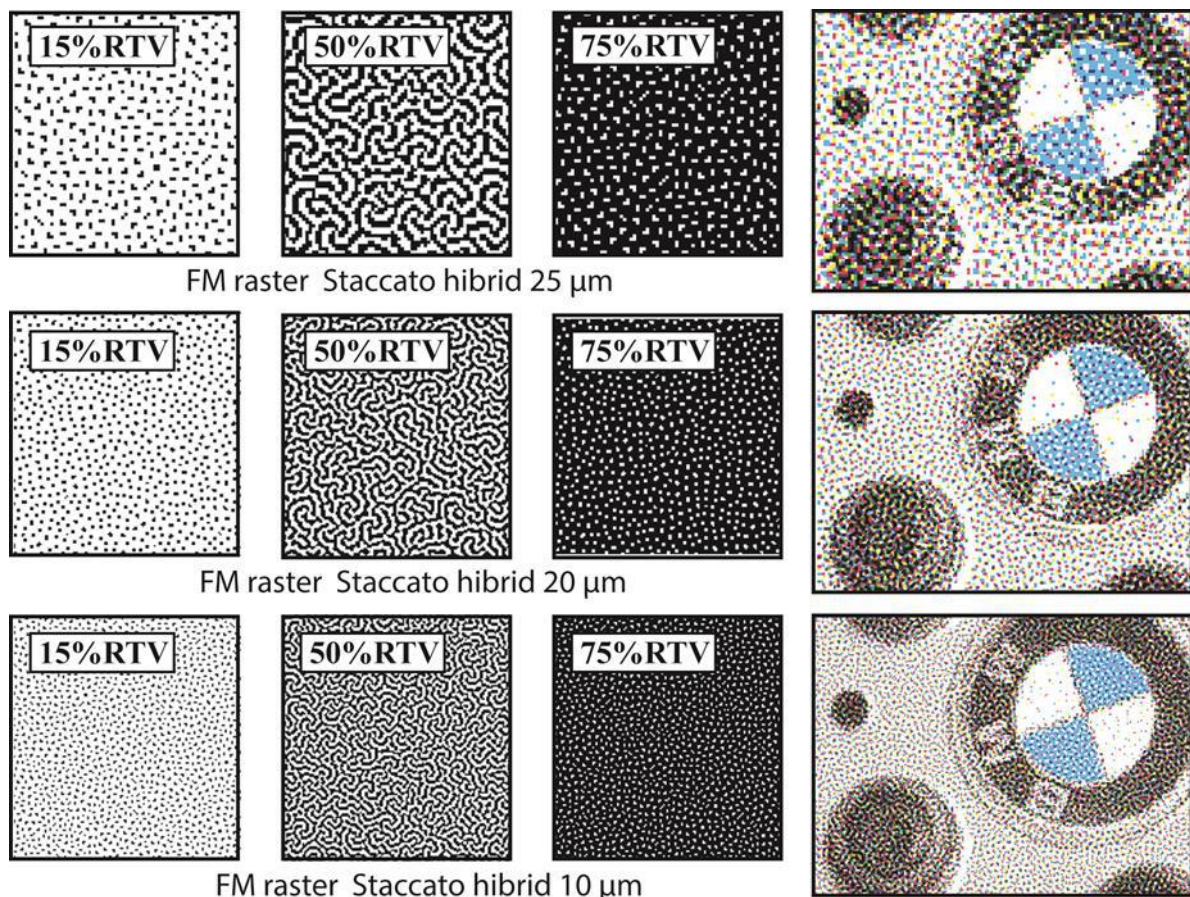 15%RTV
50%RTV
75%RTV
FM raster Staccato hibrid 25 µm
15%RTV
50%RTV
75%RTV
FM raster Staccato hibrid 20 µm
15%RTV
50%RTV
75%RTV
FM raster Staccato hibrid 10 µm